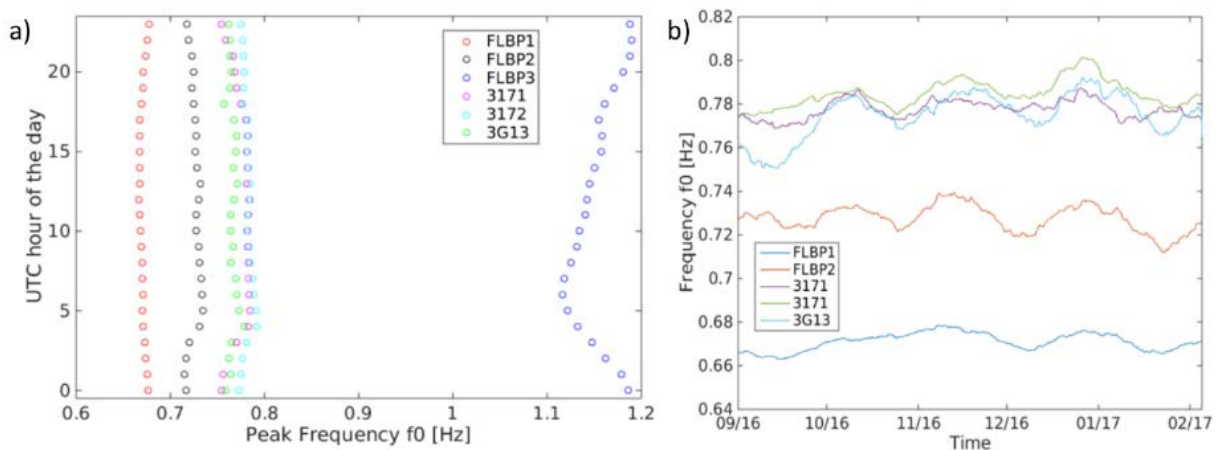 a)
UTC hour of the day
20
15
10
5
0
0.6 0.7 0.8 0.9 1 1.1 1.2
Peak Frequency f0 [Hz]
FLBP1
FLBP2
FLBP3
3171
3172
3G13
b)
Frequency f0 [Hz]
0.82
0.8
0.78
0.76
0.74
0.72
0.7
0.68
0.66
0.64
09/16 10/16 11/16 12/16 01/17 02/17
Time
FLBP1
FLBP2
3171
3171
3G13